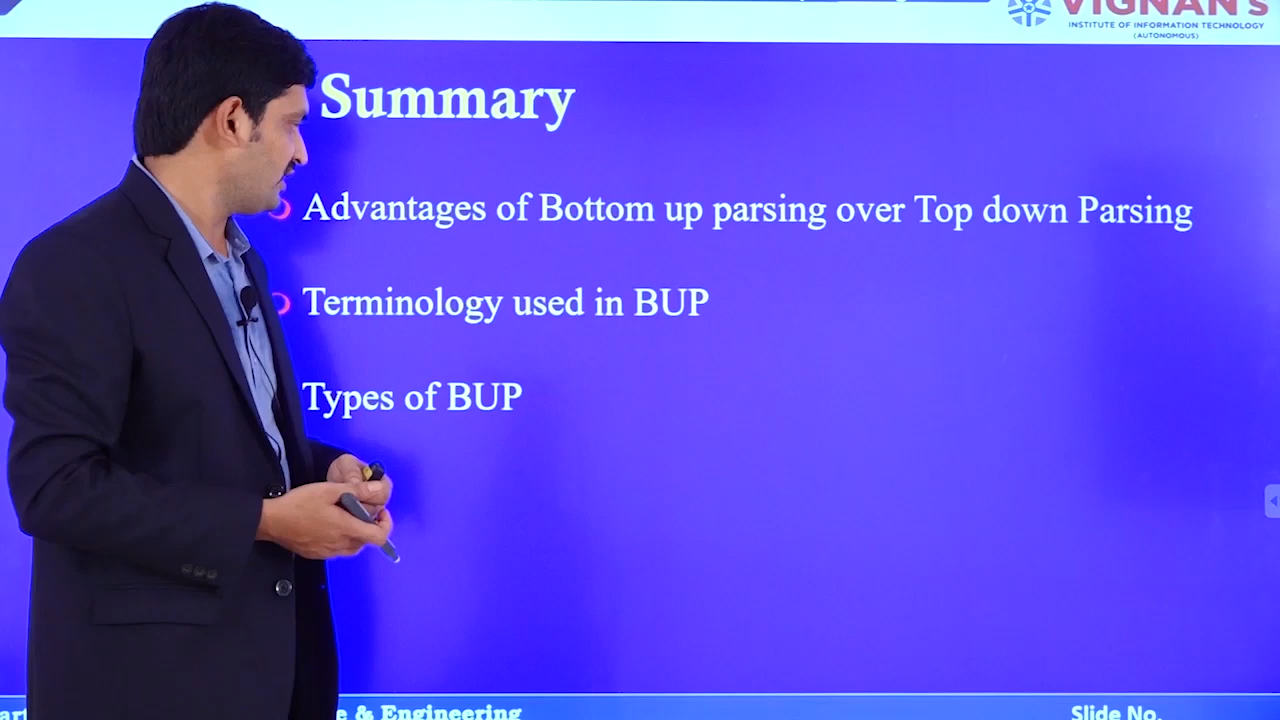 VIGNAN's
INSTITUTE OF INFORMATION TECHNOLOGY
(AUTONOMOUS)
Summary
Advantages of Bottom up parsing over Top down Parsing
Terminology used in BUP
Types of BUP
& Engineering
Slide No.